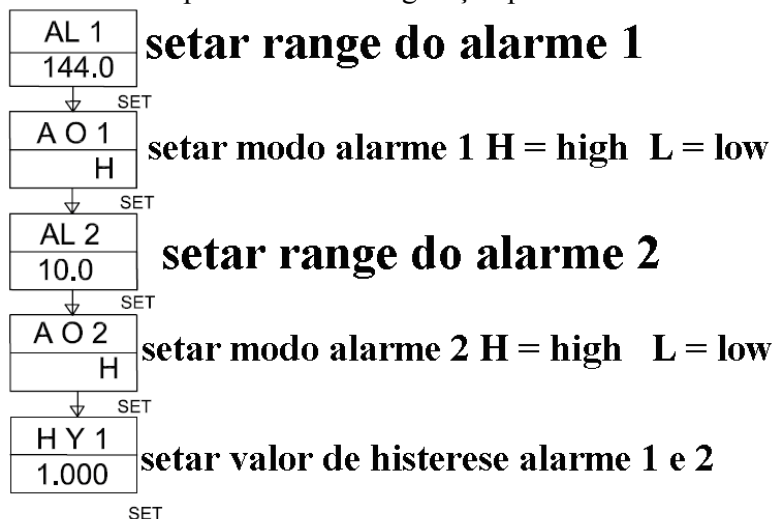 AL 1 setar range do alarme 1
144.0
SET
A O 1 setar modo alarme 1 H = high L = low
H
SET
AL 2 setar range do alarme 2
10.0
SET
A O 2 setar modo alarme 2 H = high L = low
H
SET
H Y 1 setar valor de histerese alarme 1 e 2
1.000
SET